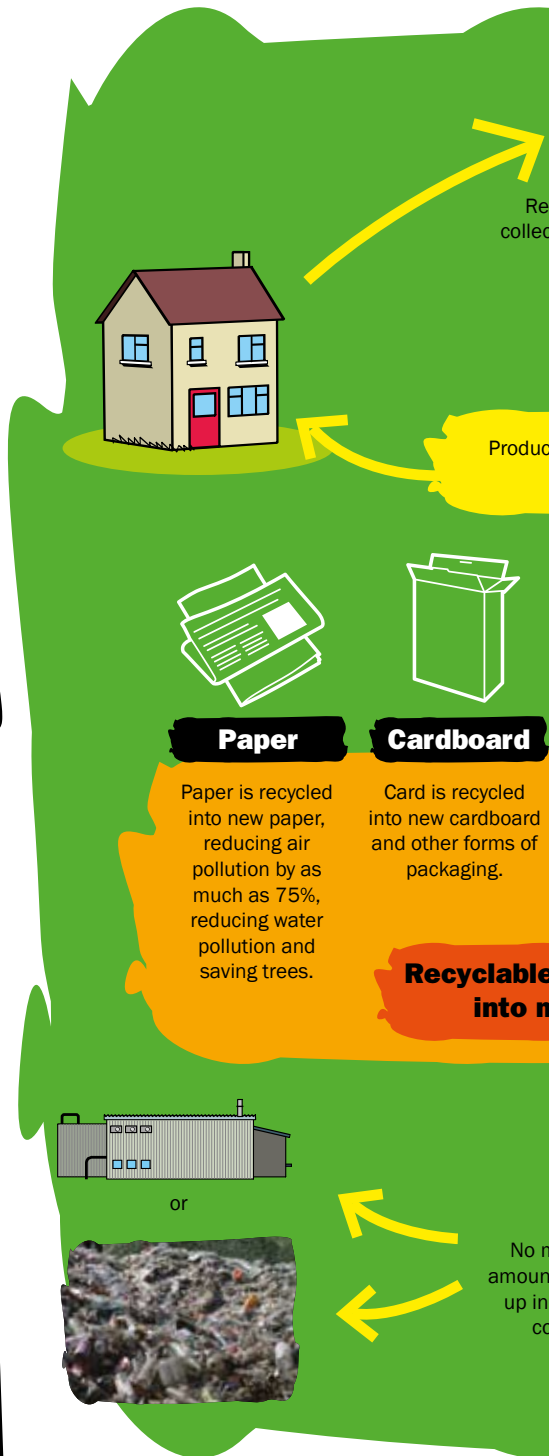 Re
collec
Produc
Paper
Paper is recycled
into new paper,
reducing air
pollution by as
much as 75%,
reducing water
pollution and
saving trees.
Cardboard
Card is recycled
into new cardboard
and other forms of
packaging.
Recyclable
into m
or
No m
amoun
up in
co